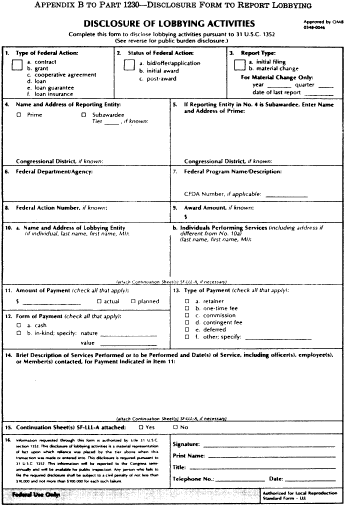 APPENDIX B TO PART 1230—DISCLOSURE FORM TO REPORT LOBBYING
DISCLOSURE OF LOBBYING ACTIVITIES
Approved by OMB
0348-0046
Complete this form to disclose lobbying activities pursuant to 31 U.S.C. 1352
(See reverse for public burden disclosure.)
1. Type of Federal Action:
a. contract
b. grant
c. cooperative agreement
d. loan
e. loan guarantee
f. loan insurance
2. Status of Federal Action:
a. bid/offer/application
b. initial award
c. post-award
3. Report Type:
a. initial filing
b. material change
For Material Change Only:
year ____ quarter ____
date of last report ____
4. Name and Address of Reporting Entity:
□ Prime □ Subawardee
Tier ____, if known:
Congressional District, if known:
5. If Reporting Entity in No. 4 is Subawardee, Enter Name
and Address of Prime:
Congressional District, if known:
6. Federal Department/Agency:
7. Federal Program Name/Description:
CFDA Number, if applicable: ____
8. Federal Action Number, if known:
9. Award Amount, if known:
$
10. a. Name and Address of Lobbying Entity
(if individual, last name, first name, MI):
b. Individuals Performing Services (including address if
different from No. 10a)
(last name, first name, MI):
(attach Continuation Sheet(s) SF-LLL-A, if necessary)
11. Amount of Payment (check all that apply):
$ ____ □ actual □ planned
12. Form of Payment (check all that apply):
□ a. cash
□ b. in-kind; specify: nature ____
value ____
13. Type of Payment (check all that apply):
□ a. retainer
□ b. one-time fee
□ c. commission
□ d. contingent fee
□ e. deferred
□ f. other; specify: ____
14. Brief Description of Services Performed or to be Performed and Date(s) of Service, including officer(s), employee(s),
or Member(s) contacted, for Payment Indicated in Item 11:
(attach Continuation Sheet(s) SF-LLL-A, if necessary)
15. Continuation Sheet(s) SF-LLL-A attached: □ Yes □ No
16. Information requested through this form is authorized by title 31 U.S.C.
section 1352. This disclosure of lobbying activities is a material representation
of fact upon which reliance was placed by the tier above when this
transaction was made or entered into. This disclosure is required pursuant to
31 U.S.C. 1352. This information will be reported to the Congress semi-
annually and will be available for public inspection. Any person who fails to
file the required disclosure shall be subject to a civil penalty of not less than
$10,000 and not more than $100,000 for each such failure.
Signature: ____
Print Name: ____
Title: ____
Telephone No.: ____ Date: ____
Federal Use Only:
Authorized for Local Reproduction
Standard Form - LLL